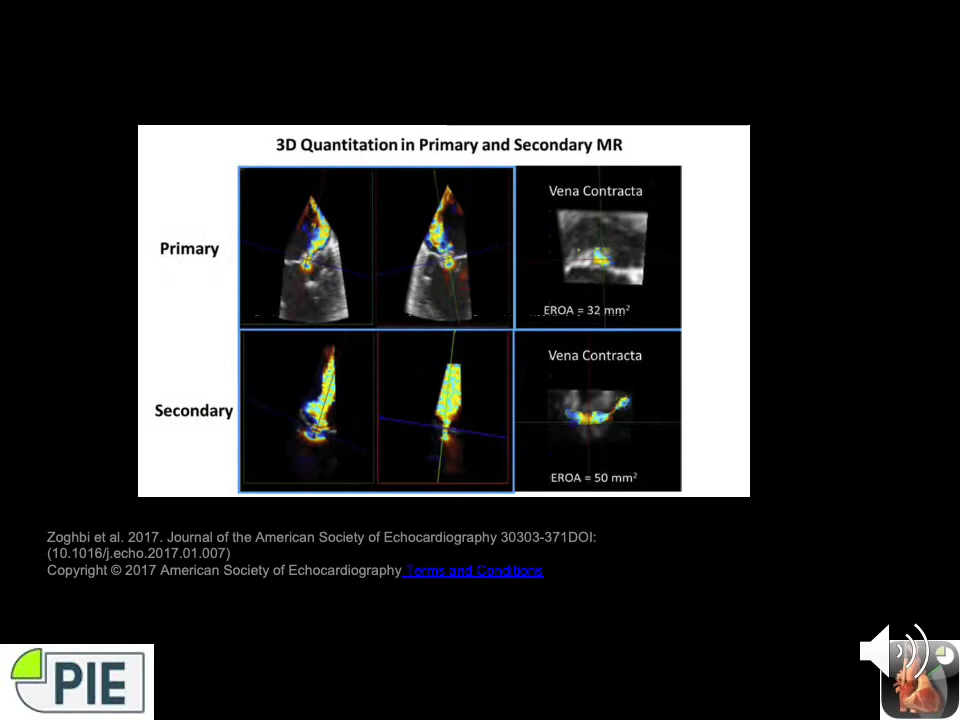 3D Quantitation in Primary and Secondary MR
Vena Contracta
Primary
EROA = 32 mm²
Vena Contracta
Secondary
EROA = 50 mm²
Zoghbi et al. 2017. Journal of the American Society of Echocardiography 30303-371DOI:
(10.1016/j.echo.2017.01.007)
Copyright © 2017 American Society of Echocardiography Terms and Conditions
PIE